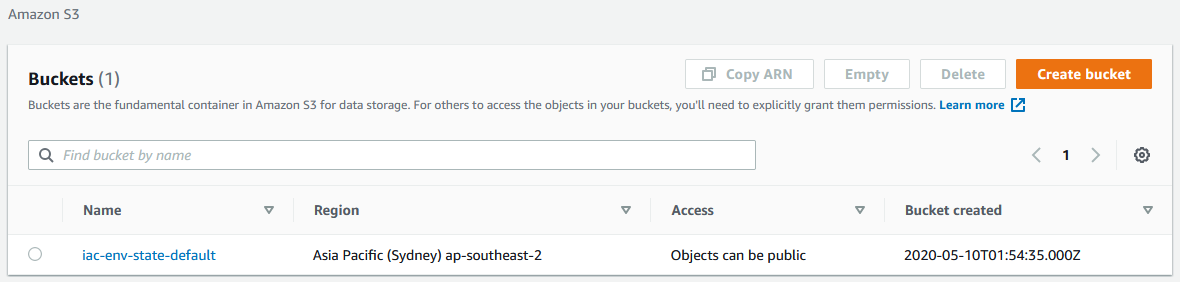 Amazon S3
Buckets (1)
Copy ARN
Empty
Delete
Create bucket
Buckets are the fundamental container in Amazon S3 for data storage. For others to access the objects in your buckets, you'll need to explicitly grant them permissions. Learn more
Find bucket by name
1
Name Region Access Bucket created
iac-env-state-default Asia Pacific (Sydney) ap-southeast-2 Objects can be public 2020-05-10T01:54:35.000Z